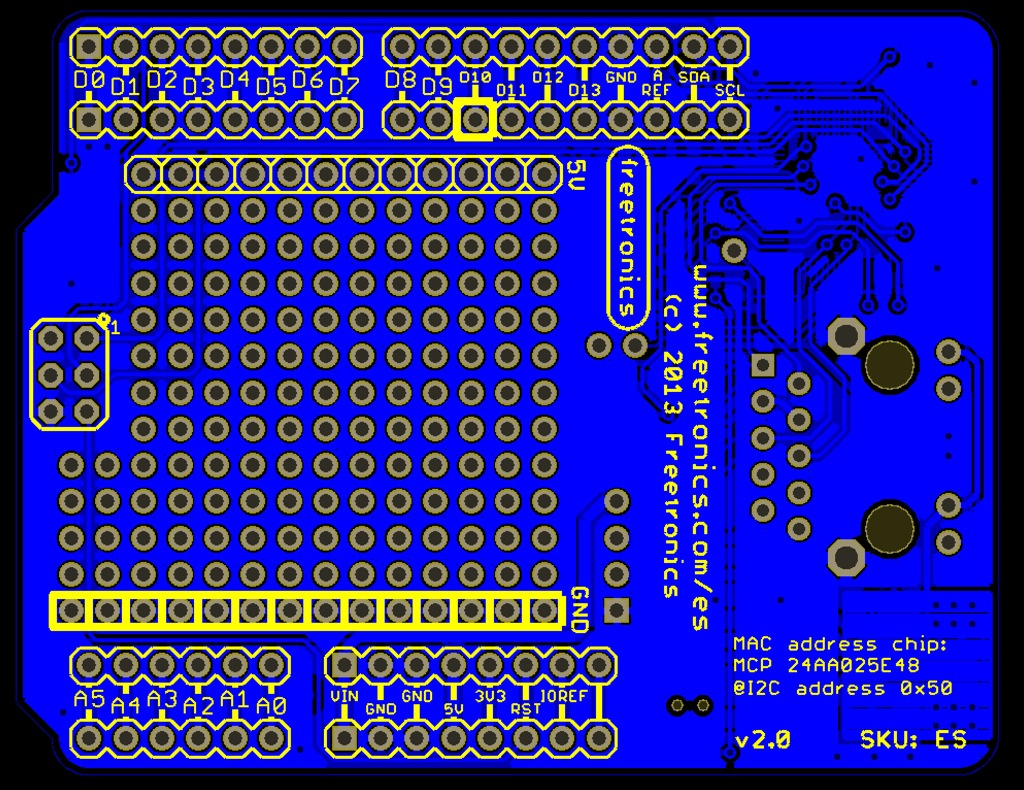 D0 D1 D2 D3 D4 D5 D6 D7 D8 D9 D10 D11 D12 D13 GND A REF SDA SCL
5V
freetronics
www.freetronics.com/es
(c) 2013 Freetronics
1
GND
A5 A4 A3 A2 A1 A0 VIN GND GND 5V 3V3 RST IOREF
MAC address chip:
MCP 24AA025E48
@I2C address 0x50
v2.0 SKU: ES